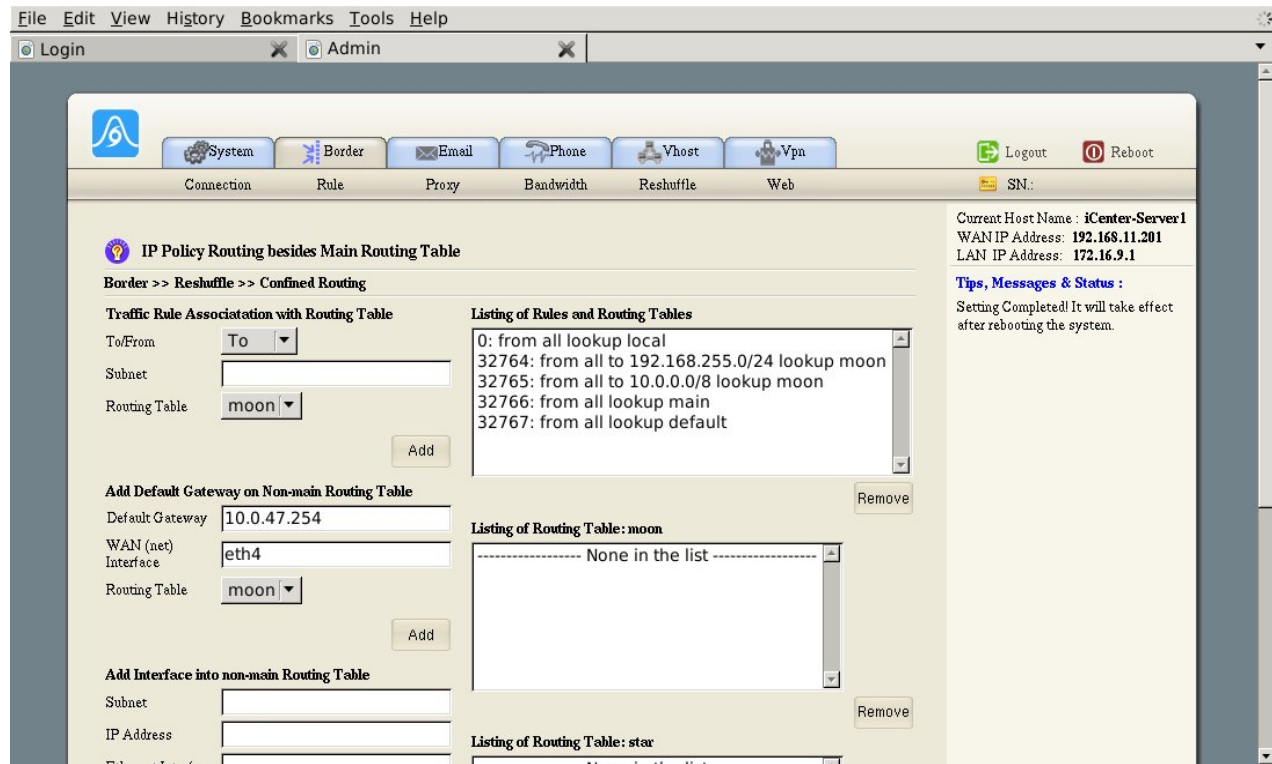 File Edit View History Bookmarks Tools Help
Login Admin
System Border Email Phone Vhost Vpn Logout Reboot
Connection Rule Proxy Bandwidth Reshuffle Web SN.:
Current Host Name : iCenter-Server1
WAN IP Address: 192.168.11.201
LAN IP Address: 172.16.9.1
Tips, Messages & Status :
Setting Completed! It will take effect
after rebooting the system.
IP Policy Routing besides Main Routing Table
Border >> Reshuffle >> Confined Routing
Traffic Rule Associatation with Routing Table
To/From To
Subnet
Routing Table moon
Add
Listing of Rules and Routing Tables
0: from all lookup local
32764: from all to 192.168.255.0/24 lookup moon
32765: from all to 10.0.0.0/8 lookup moon
32766: from all lookup main
32767: from all lookup default
Remove
Add Default Gateway on Non-main Routing Table
Default Gateway 10.0.47.254
WAN (net)
Interface eth4
Routing Table moon
Add
Listing of Routing Table: moon
------------------ None in the list ------------------
Remove
Add Interface into non-main Routing Table
Subnet
IP Address
Listing of Routing Table: star